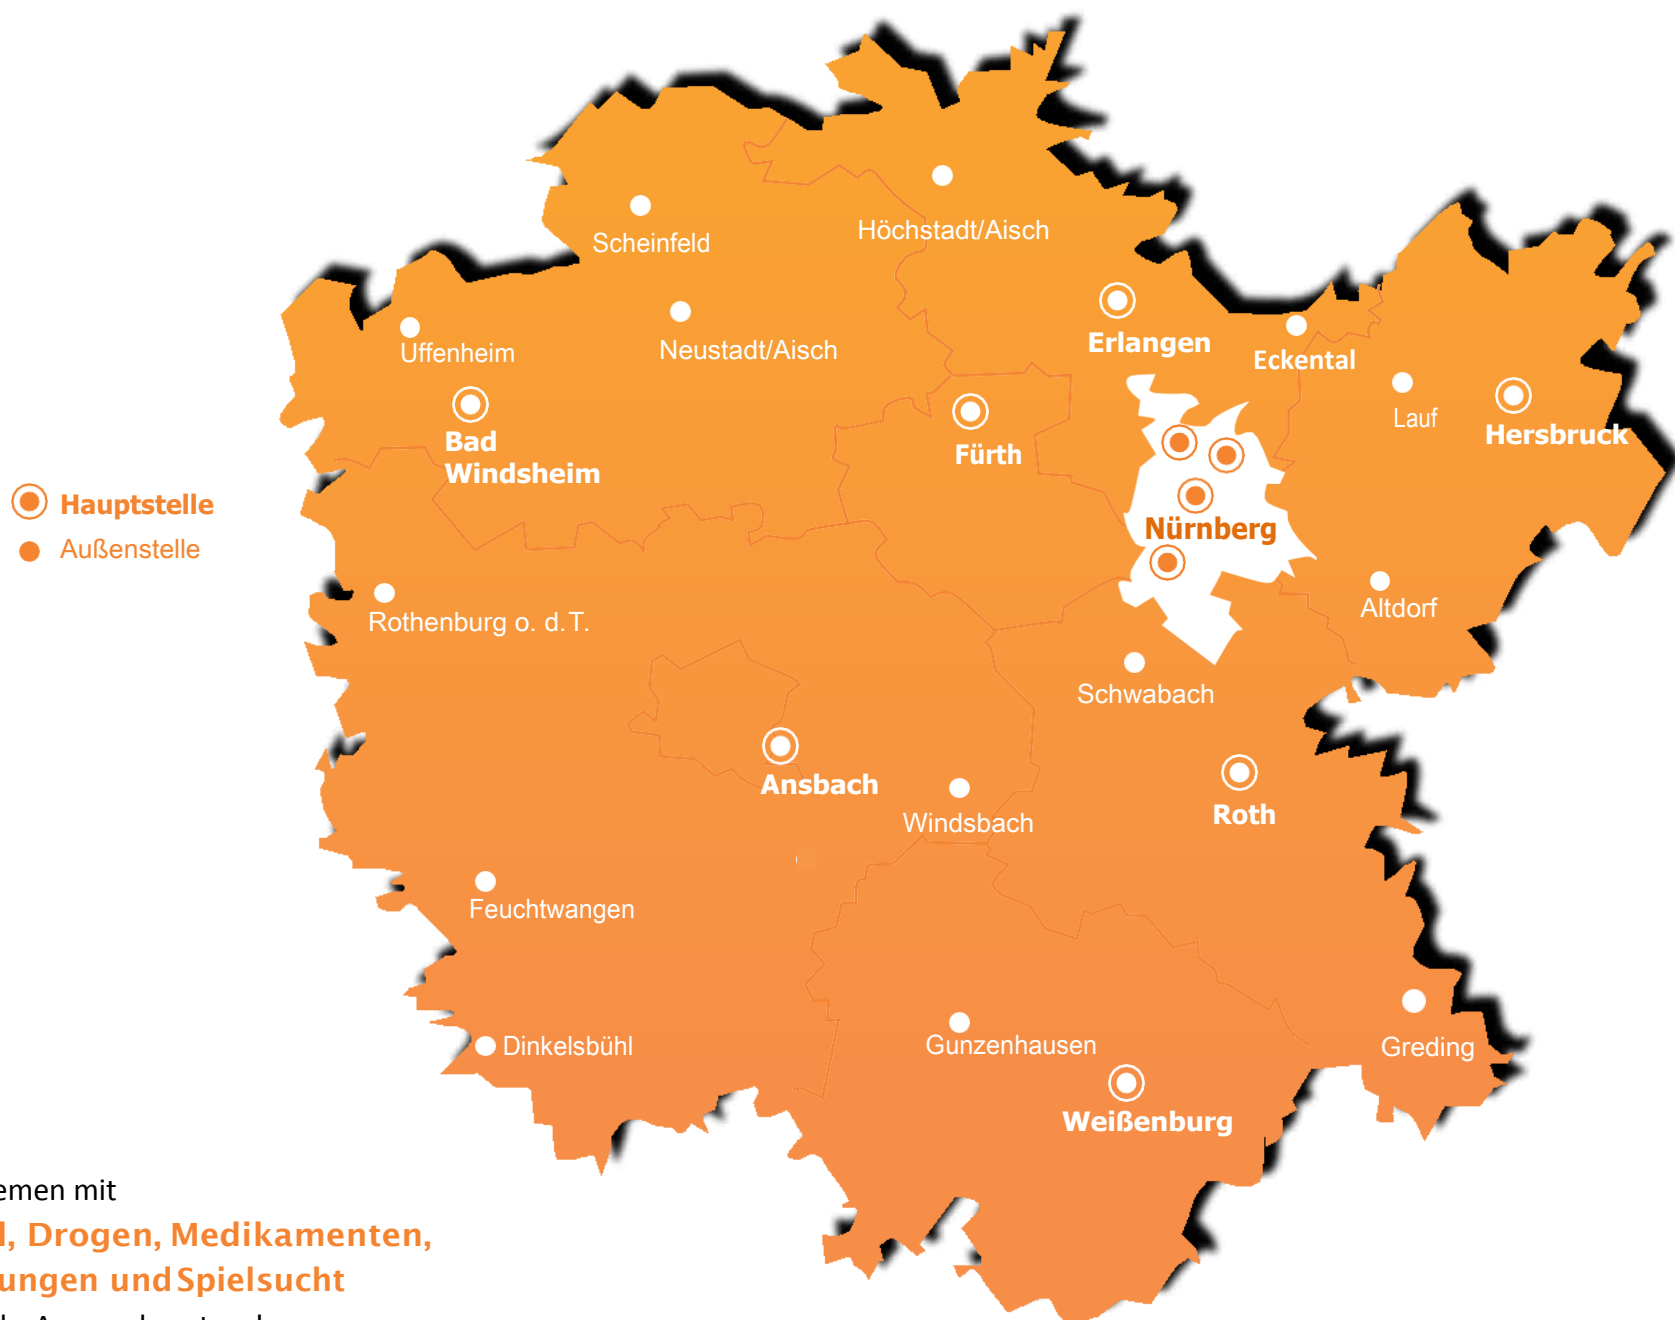 Höchstadt/Aisch
Scheinfeld
Erlangen
Eckental
Uffenheim
Neustadt/Aisch
Lauf
Hersbruck
Bad
Windsheim
Fürth
Hauptstelle
Außenstelle
Nürnberg
Rothenburg o. d.T.
Altdorf
Schwabach
Ansbach
Windsbach
Roth
Feuchtwangen
Dinkelsbühl
Gunzenhausen
Greding
Weißenburg
emen mit
l, Drogen, Medikamenten,
ungen und Spielsucht